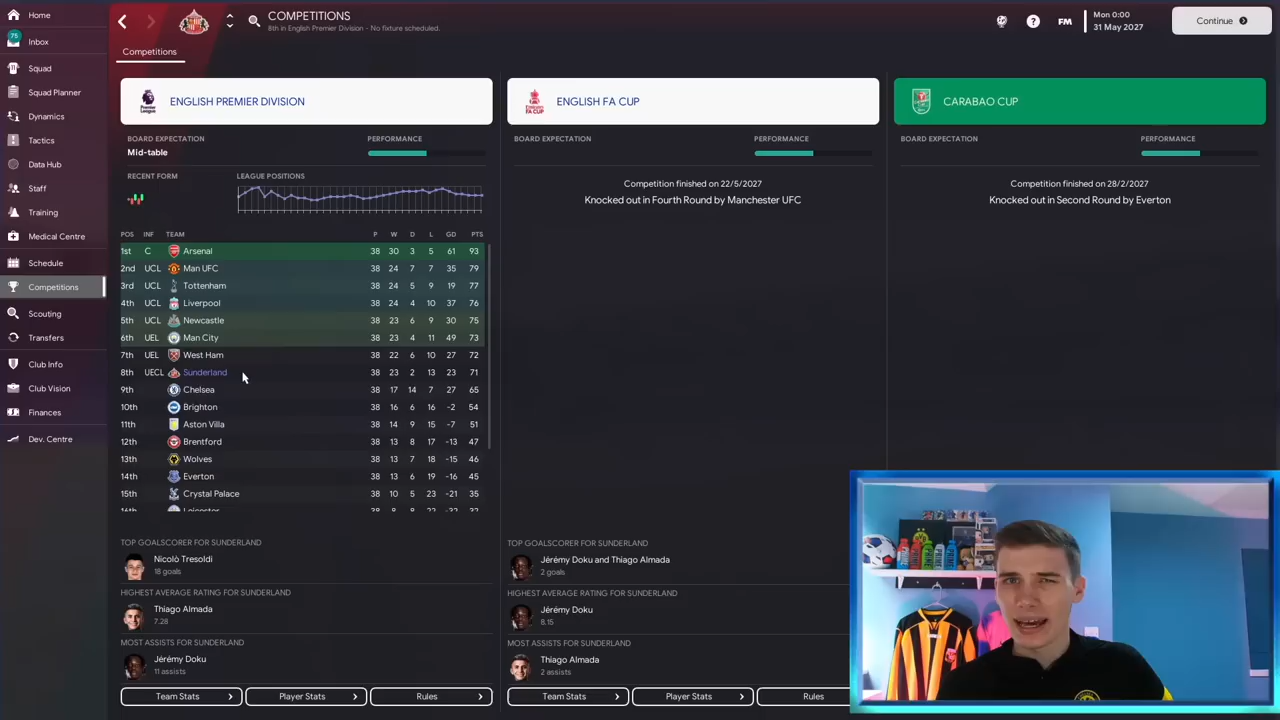 Home
75
Inbox
Squad
Squad Planner
Dynamics
Tactics
Data Hub
Staff
Training
Medical Centre
Schedule
Competitions
Scouting
Transfers
Club Info
Club Vision
Finances
Dev. Centre
COMPETITIONS
8th in English Premier Division - No fixture scheduled.
?
FM
Mon 0:00
31 May 2027
Continue
Competitions
ENGLISH PREMIER DIVISION
BOARD EXPECTATION PERFORMANCE
Mid-table
RECENT FORM LEAGUE POSITIONS
POS INF TEAM P W D L GD PTS
1st C Arsenal 38 30 3 5 61 93
2nd UCL Man UFC 38 24 7 7 35 79
3rd UCL Tottenham 38 24 5 9 19 77
4th UCL Liverpool 38 24 4 10 37 76
5th UCL Newcastle 38 23 6 9 30 75
6th UEL Man City 38 23 4 11 49 73
7th UEL West Ham 38 22 6 10 27 72
8th UECL Sunderland 38 23 2 13 23 71
9th Chelsea 38 17 14 7 27 65
10th Brighton 38 16 6 16 -2 54
11th Aston Villa 38 14 9 15 -7 51
12th Brentford 38 13 8 17 -13 47
13th Wolves 38 13 7 18 -15 46
14th Everton 38 13 6 19 -16 45
15th Crystal Palace 38 10 5 23 -21 35
16th Leicester 38 8 8 22 -32 32
TOP GOALSCORER FOR SUNDERLAND
Nicolò Tresoldi
18 goals
HIGHEST AVERAGE RATING FOR SUNDERLAND
Thiago Almada
7.28
MOST ASSISTS FOR SUNDERLAND
Jérémy Doku
11 assists
Team Stats
Player Stats
Rules
ENGLISH FA CUP
BOARD EXPECTATION PERFORMANCE
Competition finished on 22/5/2027
Knocked out in Fourth Round by Manchester UFC
TOP GOALSCORER FOR SUNDERLAND
Jérémy Doku and Thiago Almada
2 goals
HIGHEST AVERAGE RATING FOR SUNDERLAND
Jérémy Doku
8.15
MOST ASSISTS FOR SUNDERLAND
Thiago Almada
2 assists
Team Stats
Player Stats
Rules
CARABAO CUP
BOARD EXPECTATION PERFORMANCE
Competition finished on 28/2/2027
Knocked out in Second Round by Everton